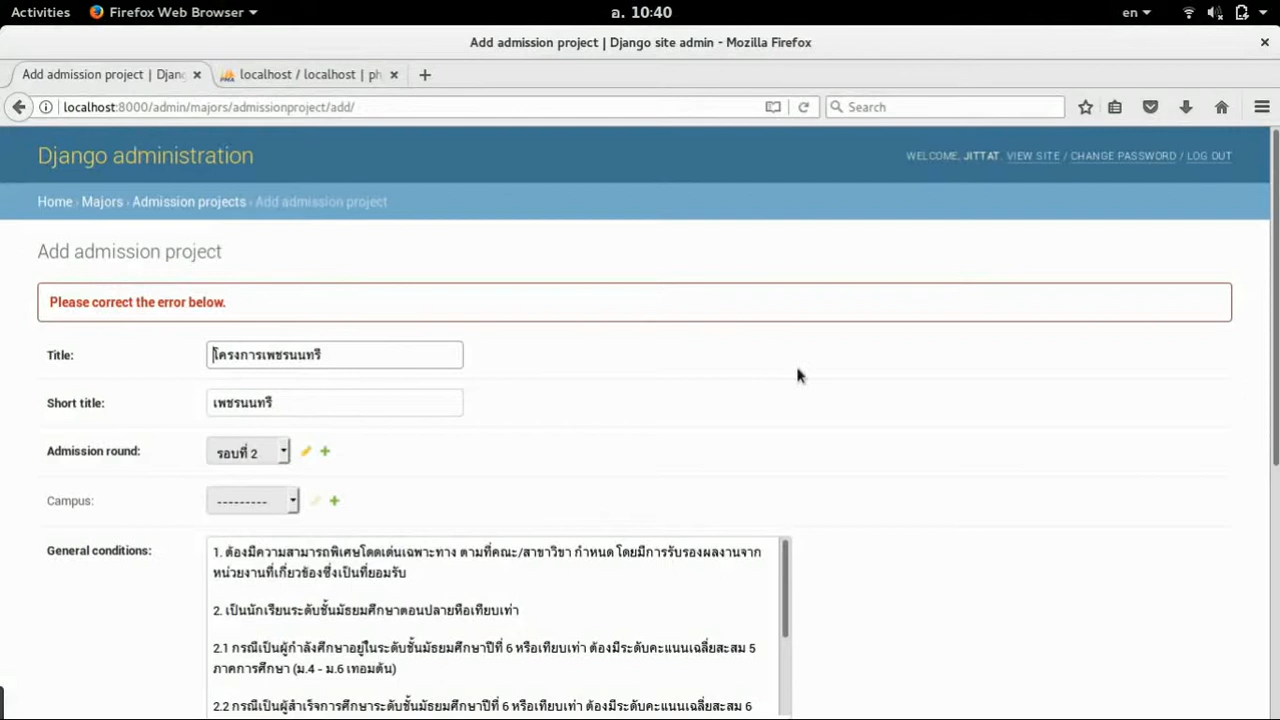 Activities Firefox Web Browser อ. 10:40 en
Add admission project | Django site admin - Mozilla Firefox
Add admission project | Djang localhost / localhost | ph
localhost:8000/admin/majors/admissionproject/add/ Search
Django administration WELCOME, JITTAT. VIEW SITE / CHANGE PASSWORD / LOG OUT
Home › Majors › Admission projects › Add admission project
Add admission project
Please correct the error below.
Title: โครงการเพชรนนทรี
Short title: เพชรนนทรี
Admission round: รอบที่ 2
Campus: ---------
General conditions: 1. ต้องมีความสามารถพิเศษโดดเด่นเฉพาะทาง ตามที่คณะ/สาขาวิชา กำหนด โดยมีการรับรองผลงานจาก
หน่วยงานที่เกี่ยวข้องซึ่งเป็นที่ยอมรับ
2. เป็นนักเรียนระดับชั้นมัธยมศึกษาตอนปลายหือเทียบเท่า
2.1 กรณีเป็นผู้กำลังศึกษาอยู่ในระดับชั้นมัธยมศึกษาปีที่ 6 หรือเทียบเท่า ต้องมีระดับคะแนนเฉลี่ยสะสม 5
ภาคการศึกษา (ม.4 - ม.6 เทอมต้น)
2.2 กรณีเป็นผู้สำเร็จการศึกษาระดับชั้นมัธยมศึกษาปีที่ 6 หรือเทียบเท่า ต้องมีระดับคะแนนเฉลี่ยสะสม 6